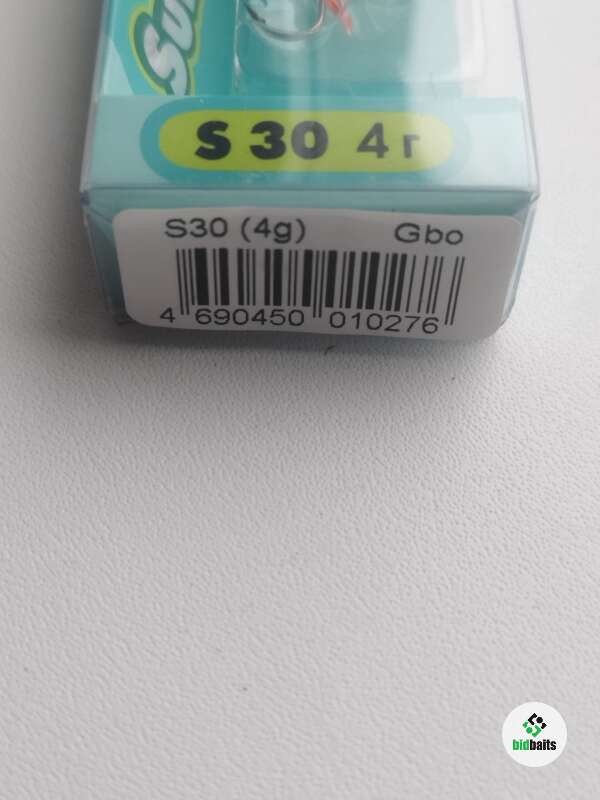 S 30 4 г
S30 (4g) Gbo
4 690450 010276
bidbaits